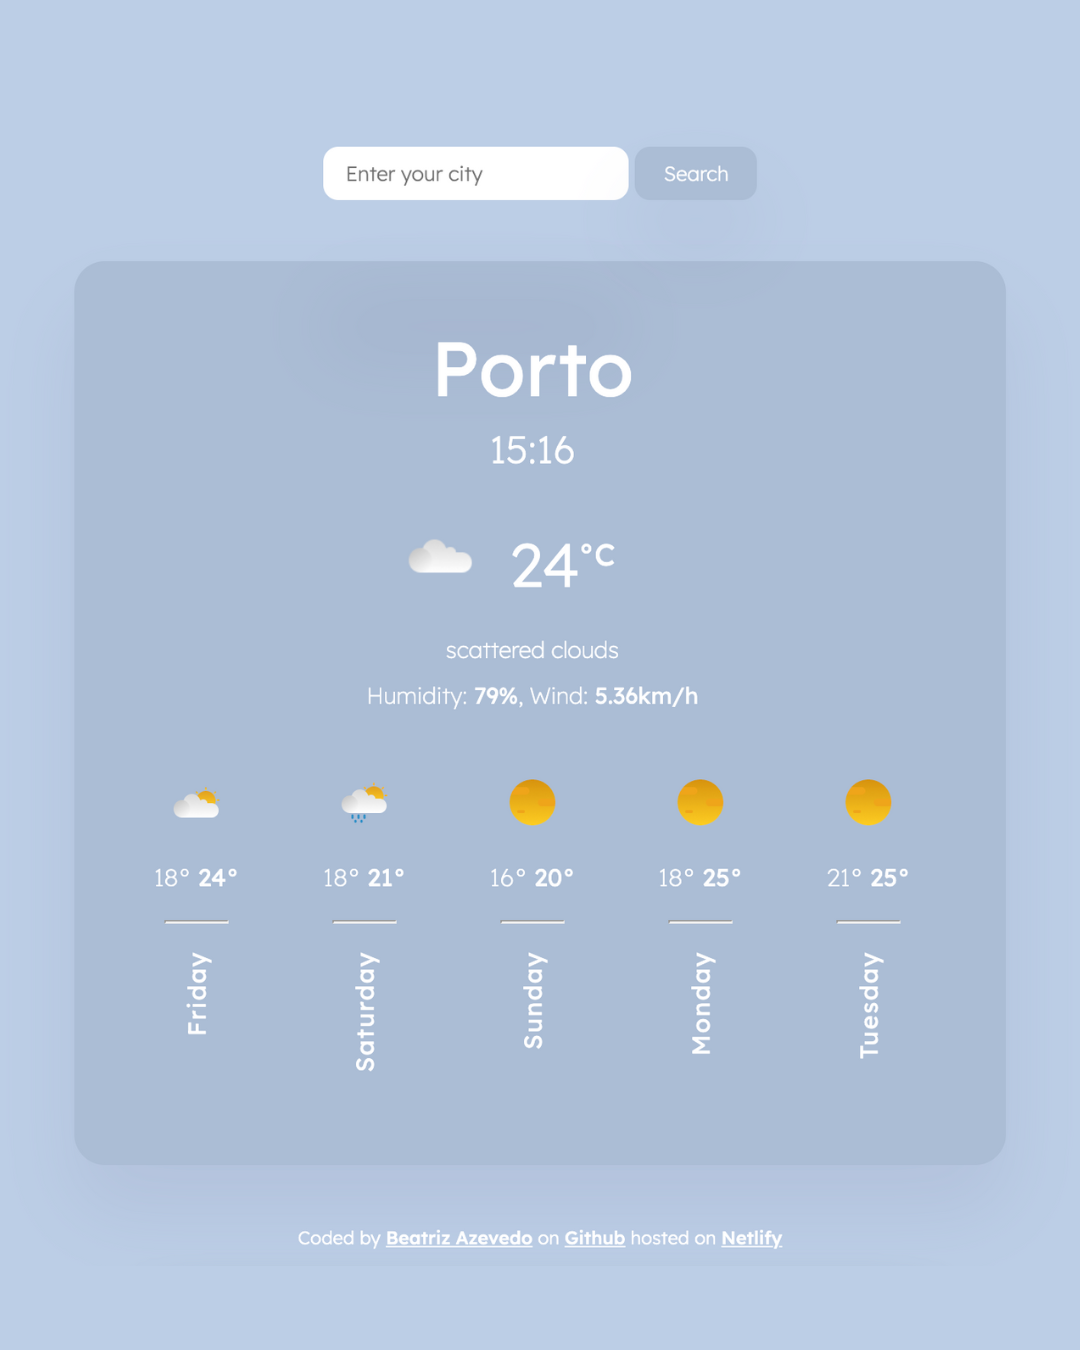 Enter your city
Search
Porto
15:16
24°C
scattered clouds
Humidity: 79%, Wind: 5.36km/h
18° 24° 18° 21° 16° 20° 18° 25° 21° 25°
Friday Saturday Sunday Monday Tuesday
Coded by Beatriz Azevedo on Github hosted on Netlify